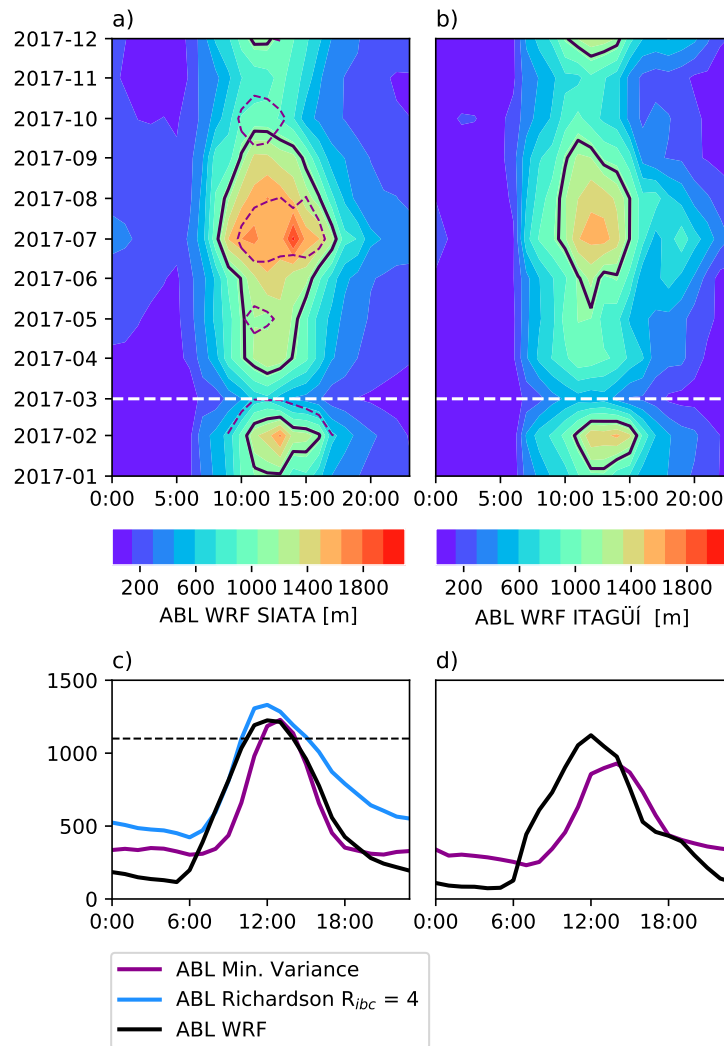 a)
b)
2017-12
2017-11
2017-10
2017-09
2017-08
2017-07
2017-06
2017-05
2017-04
2017-03
2017-02
2017-01
0:00 5:00 10:00 15:00 20:00
0:00 5:00 10:00 15:00 20:00
200 600 1000 1400 1800
200 600 1000 1400 1800
ABL WRF SIATA [m]
ABL WRF ITAGÜÍ [m]
c)
d)
1500
1000
500
0
0:00 6:00 12:00 18:00
0:00 6:00 12:00 18:00
ABL Min. Variance
ABL Richardson Ribc = 4
ABL WRF